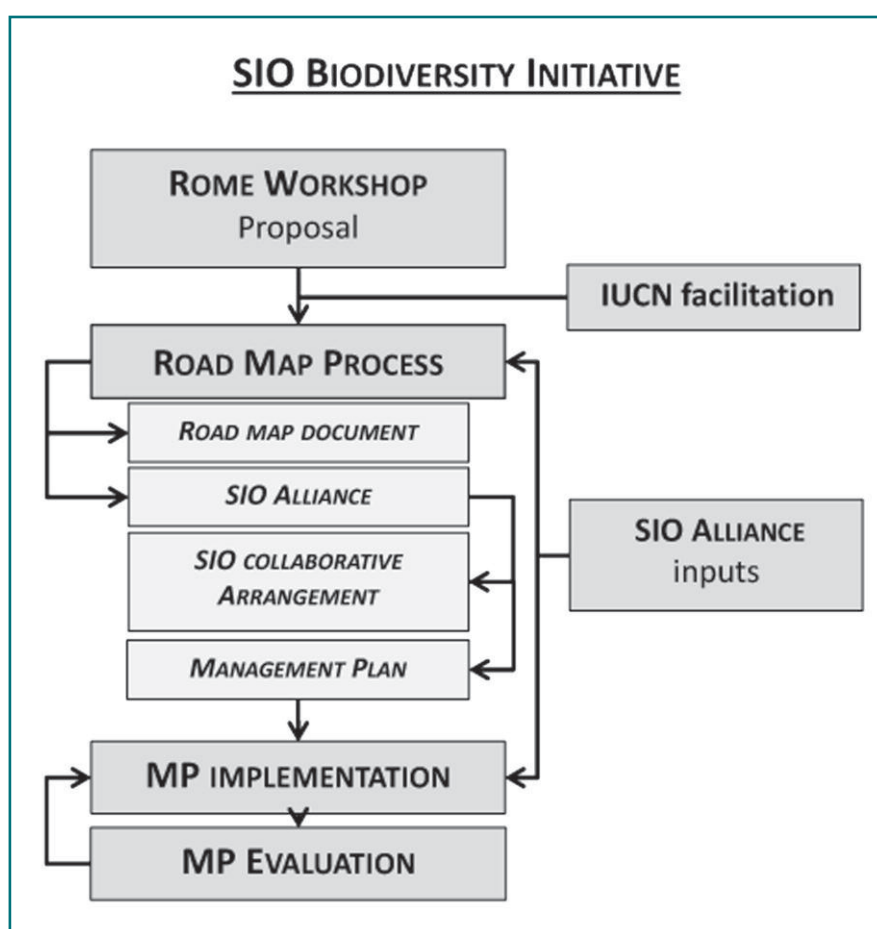 SIO BIODIVERSITY INITIATIVE
ROME WORKSHOP
Proposal
IUCN facilitation
ROAD MAP PROCESS
ROAD MAP DOCUMENT
SIO ALLIANCE
SIO COLLABORATIVE
ARRANGEMENT
SIO ALLIANCE
inputs
MANAGEMENT PLAN
MP IMPLEMENTATION
MP EVALUATION